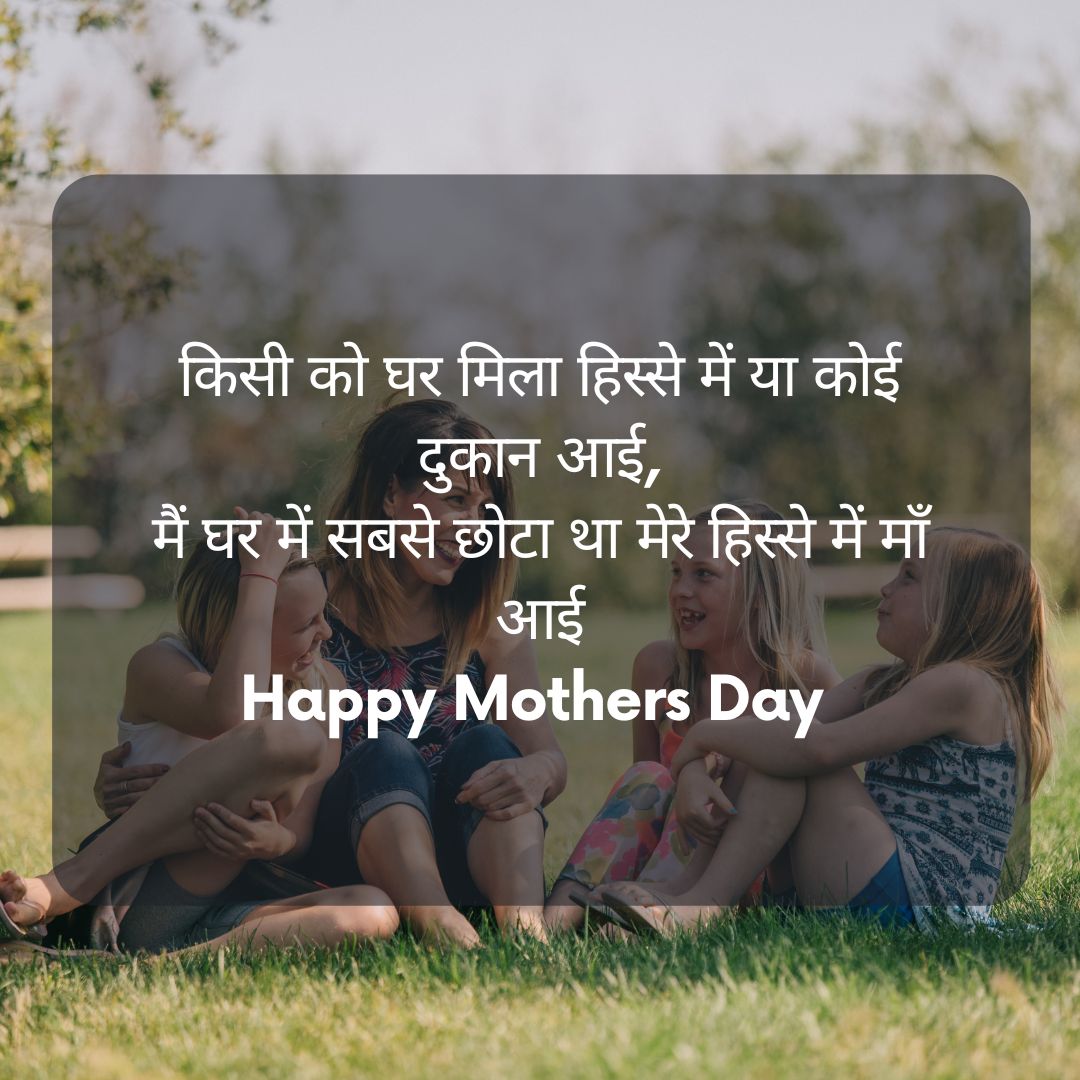 किसी को घर मिला हिस्से में या कोई
दुकान आई,
मैं घर में सबसे छोटा था मेरे हिस्से में माँ
आई
Happy Mothers Day